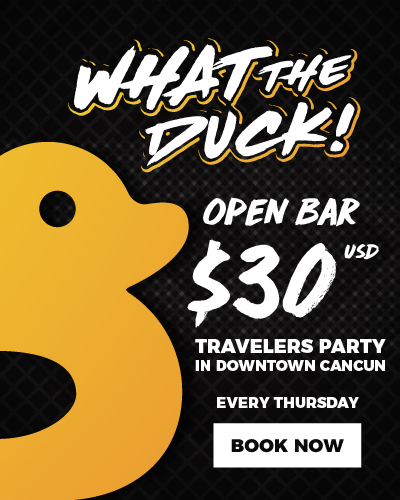 WHAT THE
DUCK!
OPEN BAR
$30 USD
TRAVELERS PARTY
IN DOWNTOWN CANCUN
EVERY THURSDAY
BOOK NOW